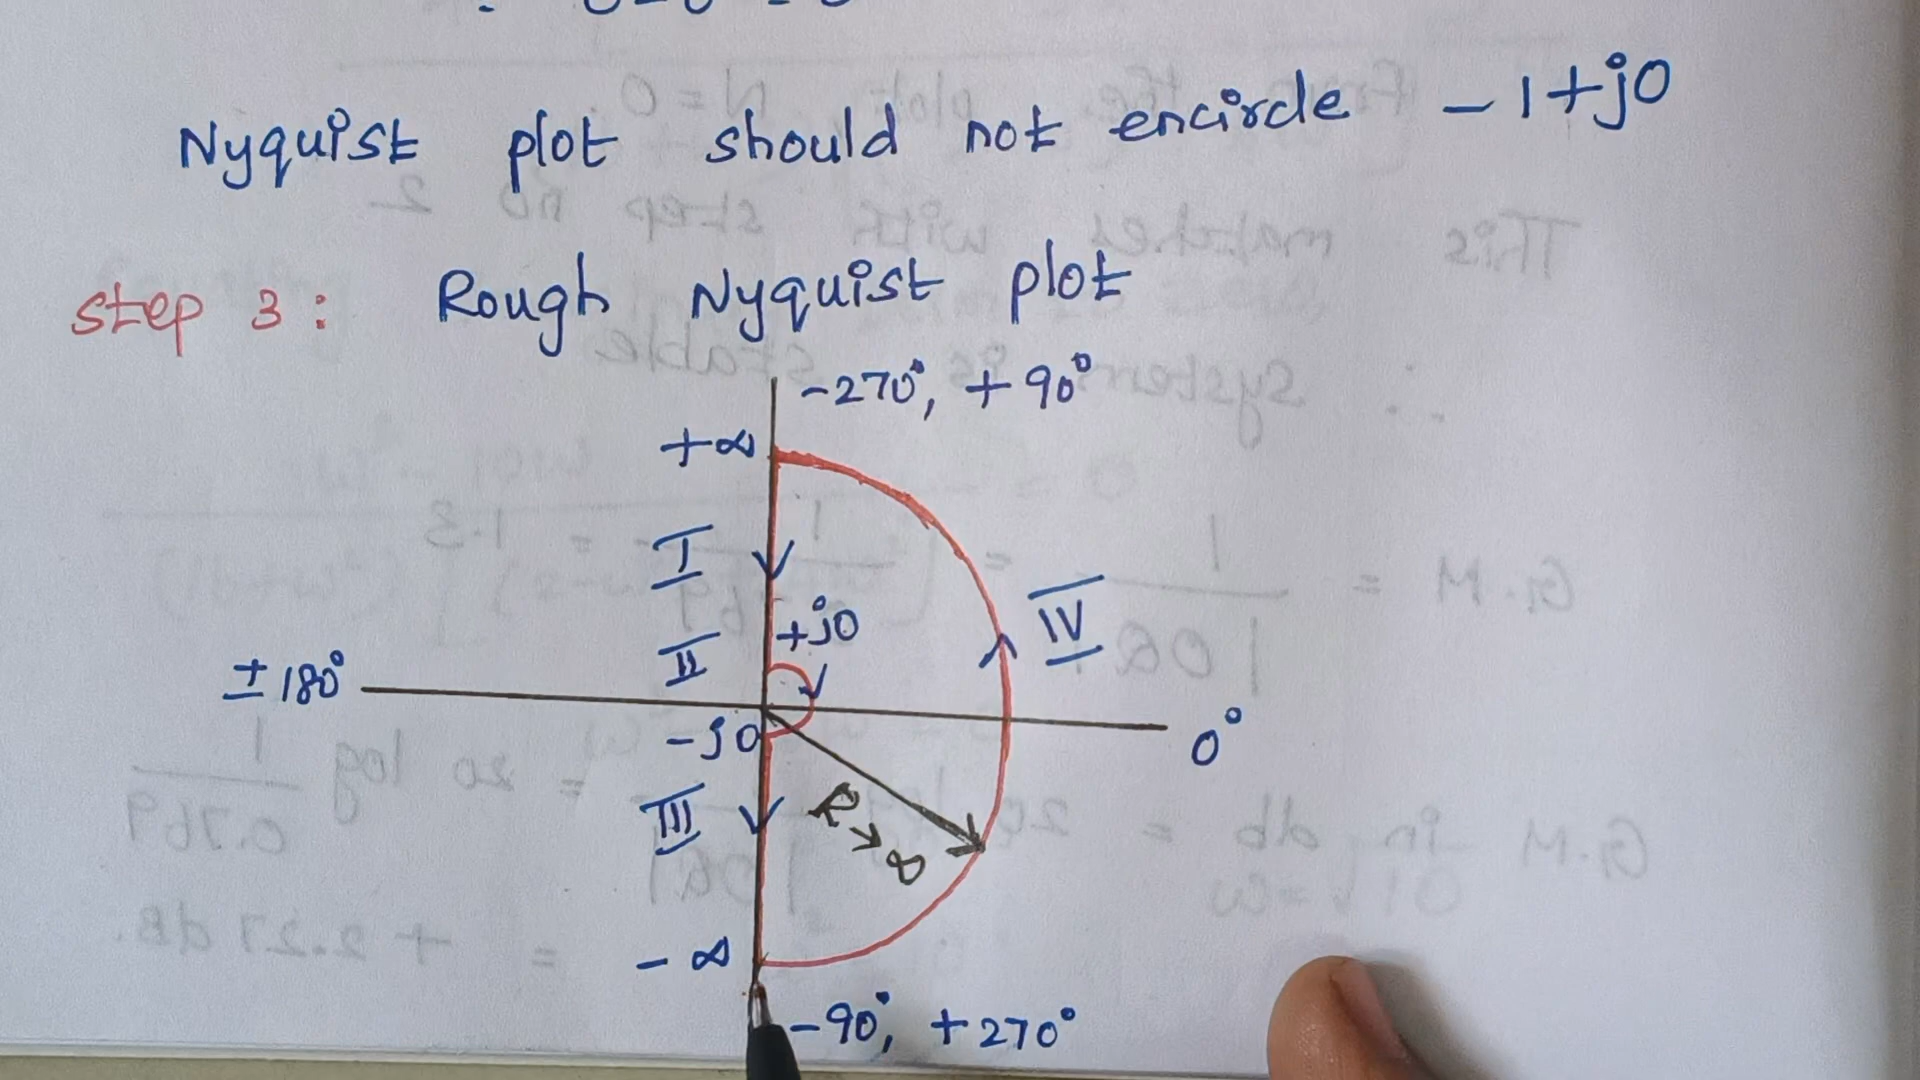 Nyquist plot should not encircle -1+j0
step 3: Rough Nyquist plot
-270°, +90°
+∞
I
+j0
II
IV
±180°
-j0
0°
III
R→∞
-∞
-90°, +270°